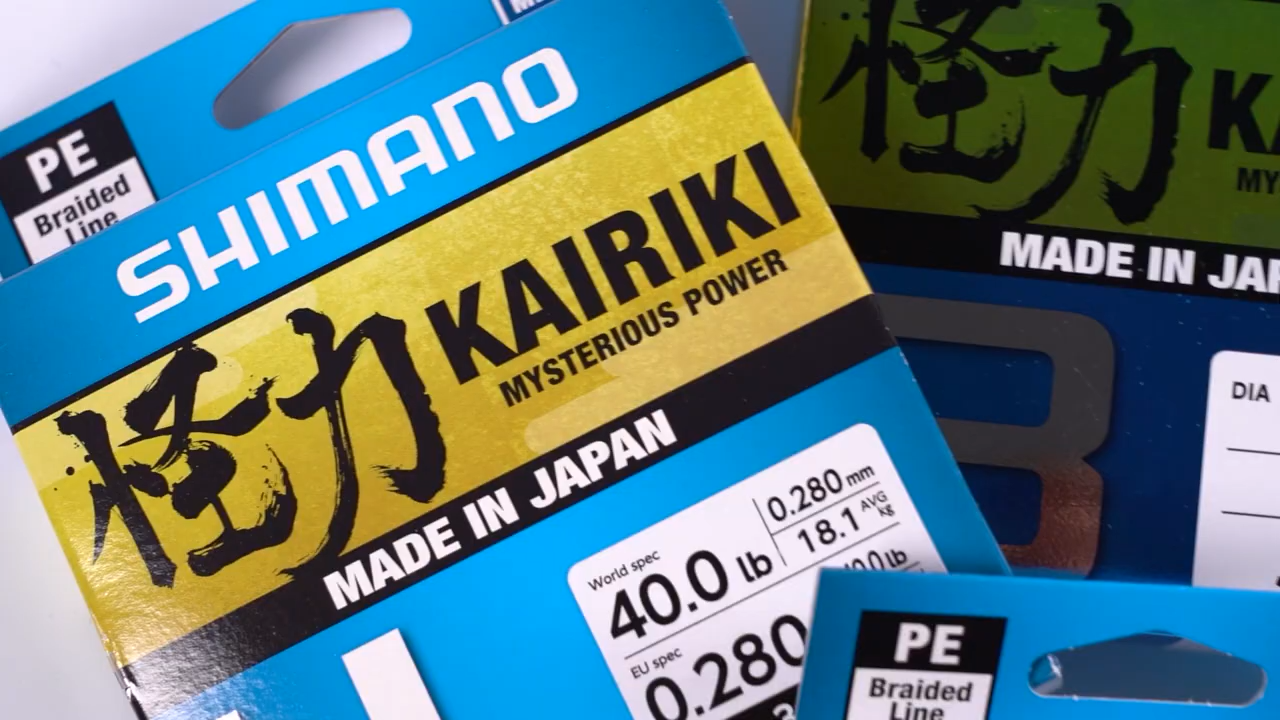 PE
Braided
Line
SHIMANO
怪力 KAIRIKI
MYSTERIOUS POWER
MADE IN JAPAN
World spec
40.0 lb
0.280 mm
18.1 AVG kg
EU spec
0.280
怪力
MADE IN
DIA
PE
Braided
Line